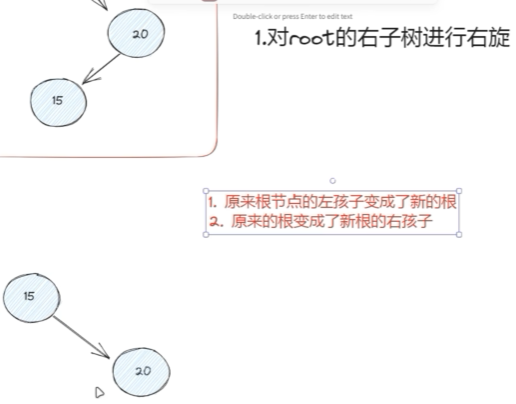 Double-click or press Enter to edit text
1.对root的右子树进行右旋
20
15
1. 原来根节点的左孩子变成了新的根
2. 原来的根变成了新根的右孩子
15
20